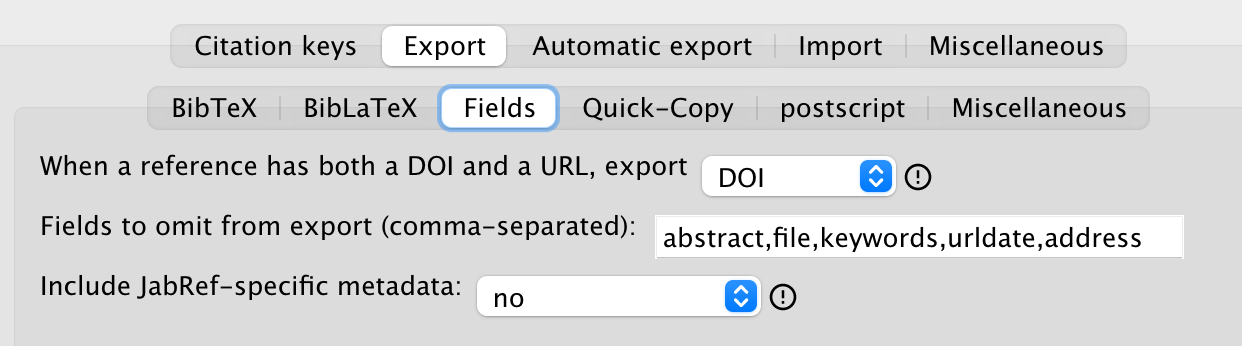 Citation keys Export Automatic export Import Miscellaneous
BibTeX BibLaTeX Fields Quick-Copy postscript Miscellaneous
When a reference has both a DOI and a URL, export DOI
Fields to omit from export (comma-separated): abstract,file,keywords,urldate,address
Include JabRef-specific metadata: no